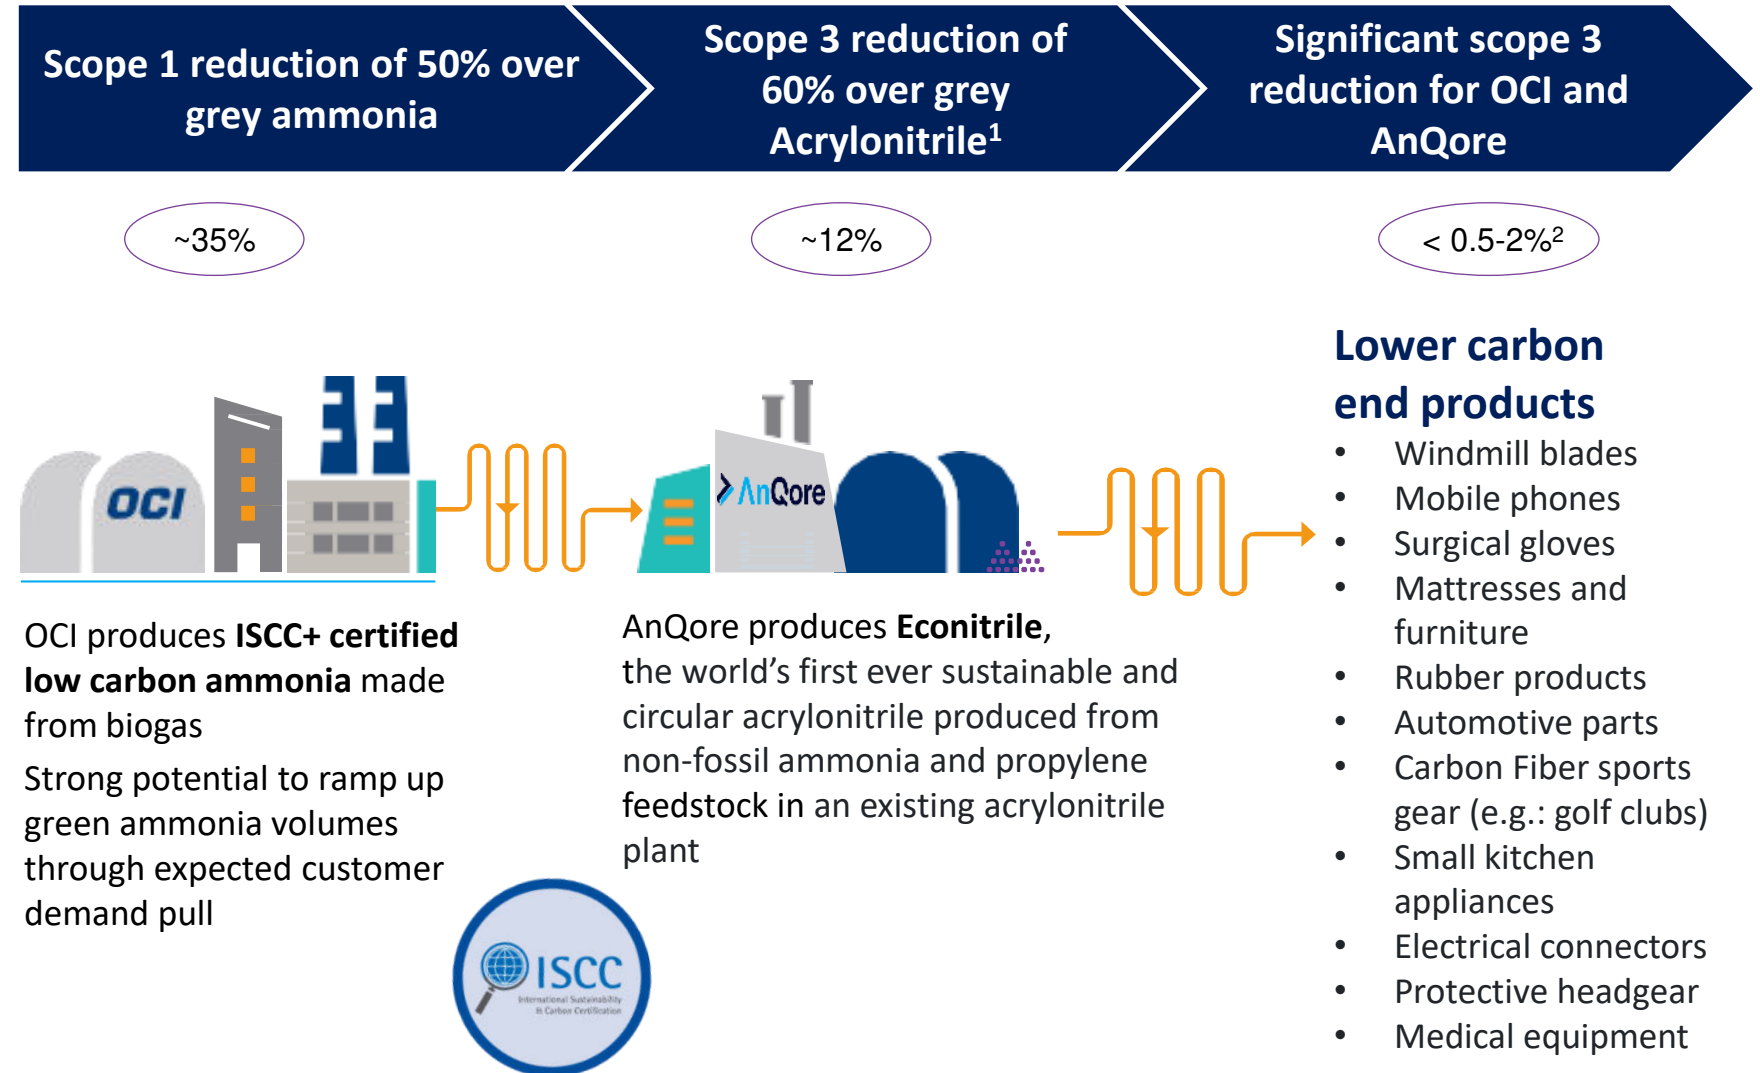 Scope 1 reduction of 50% over
grey ammonia
Scope 3 reduction of
60% over grey
Acrylonitrile¹
Significant scope 3
reduction for OCI and
AnQore
~35%
~12%
< 0.5-2%²
OCI
AnQore
OCI produces ISCC+ certified
low carbon ammonia made
from biogas
Strong potential to ramp up
green ammonia volumes
through expected customer
demand pull
ISCC
International Sustainability
& Carbon Certification
AnQore produces Econitrile,
the world's first ever sustainable and
circular acrylonitrile produced from
non-fossil ammonia and propylene
feedstock in an existing acrylonitrile
plant
Lower carbon
end products
• Windmill blades
• Mobile phones
• Surgical gloves
• Mattresses and
furniture
• Rubber products
• Automotive parts
• Carbon Fiber sports
gear (e.g.: golf clubs)
• Small kitchen
appliances
• Electrical connectors
• Protective headgear
• Medical equipment